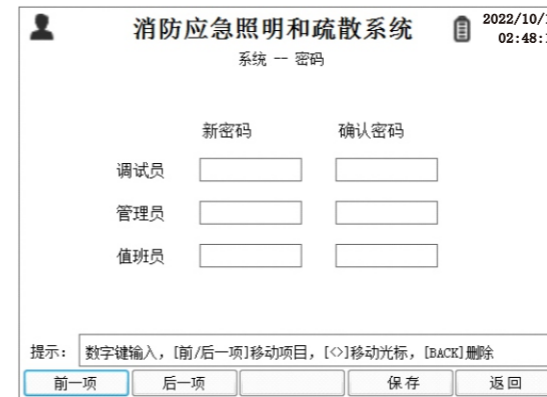 消防应急照明和疏散系统
2022/10/
02:48:
系统 -- 密码
新密码 确认密码
调试员
管理员
值班员
提示： 数字键输入，[前/后一项]移动项目，[<>]移动光标，[BACK]删除
前一项 后一项 保存 返回